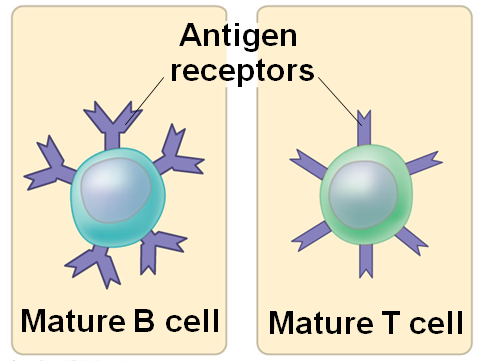 Antigen
receptors
Mature B cell
Mature T cell